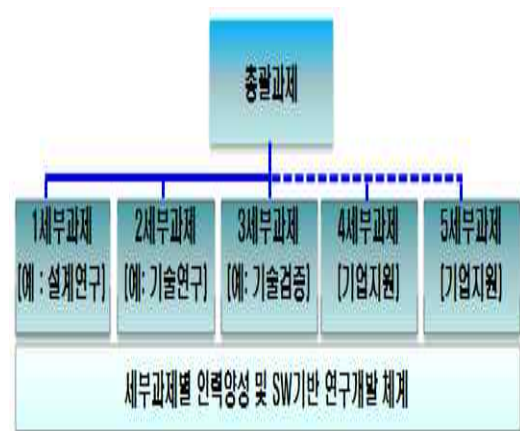 총괄과제
1세부과제
(예 : 설계연구)
2세부과제
(예: 기술연구)
3세부과제
(예: 기술검증)
4세부과제
(기업지원)
5세부과제
(기업지원)
세부과제별 인력양성 및 SW기반 연구개발 체계